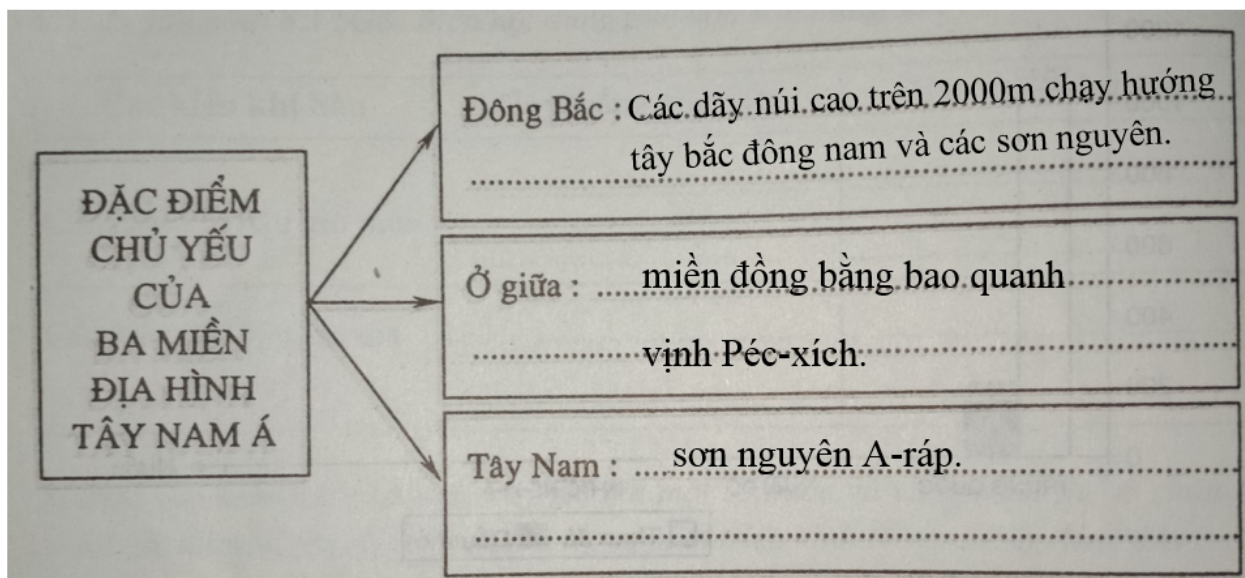 ĐẶC ĐIỂM
CHỦ YẾU
CỦA
BA MIỀN
ĐỊA HÌNH
TÂY NAM Á
Đông Bắc : Các dãy núi cao trên 2000m chạy hướng
tây bắc đông nam và các sơn nguyên.
Ở giữa : miền đồng bằng bao quanh
vịnh Péc-xích.
Tây Nam : sơn nguyên A-ráp.